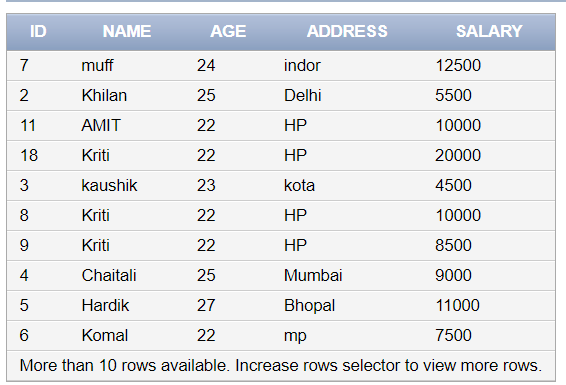 ID NAME AGE ADDRESS SALARY
7 muff 24 indor 12500
2 Khilan 25 Delhi 5500
11 AMIT 22 HP 10000
18 Kriti 22 HP 20000
3 kaushik 23 kota 4500
8 Kriti 22 HP 10000
9 Kriti 22 HP 8500
4 Chaitali 25 Mumbai 9000
5 Hardik 27 Bhopal 11000
6 Komal 22 mp 7500
More than 10 rows available. Increase rows selector to view more rows.